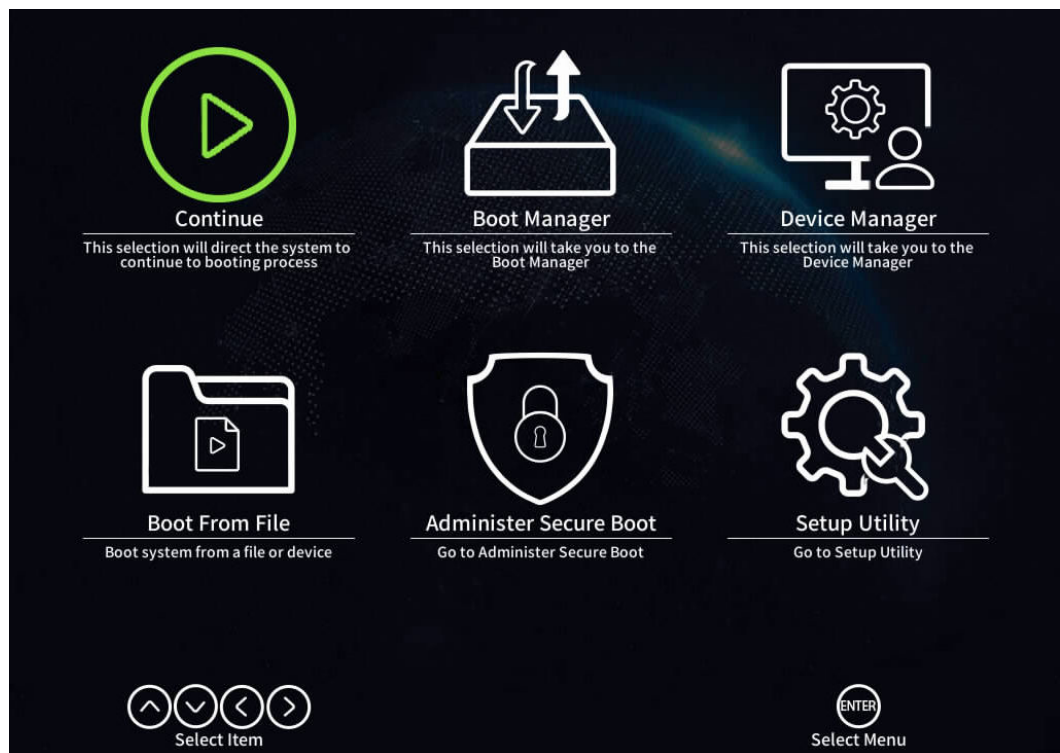 Continue
This selection will direct the system to
continue to booting process
Boot Manager
This selection will take you to the
Boot Manager
Device Manager
This selection will take you to the
Device Manager
Boot From File
Boot system from a file or device
Administer Secure Boot
Go to Administer Secure Boot
Setup Utility
Go to Setup Utility
Select Item
ENTER
Select Menu